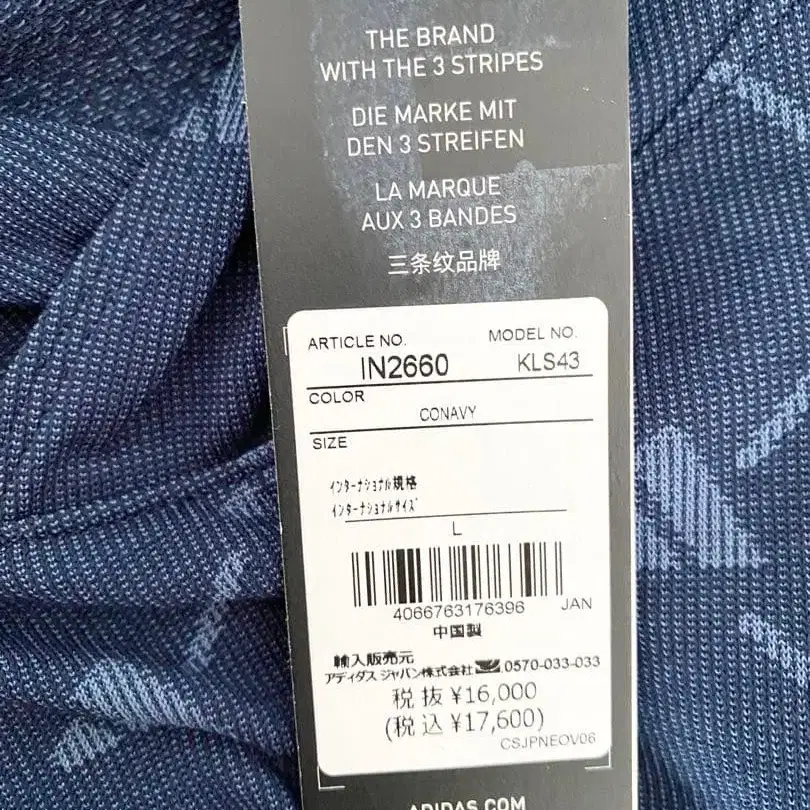 THE BRAND
WITH THE 3 STRIPES
DIE MARKE MIT
DEN 3 STREIFEN
LA MARQUE
AUX 3 BANDES
三条纹品牌
ARTICLE NO. MODEL NO.
IN2660 KLS43
COLOR
CONAVY
SIZE
インターナショナル規格
インターナショナルサイズ
L
4066763176396 JAN
中国製
輸入販売元
アディダス ジャパン株式会社 0570-033-033
税抜 ¥16,000
(税込 ¥17,600)
CSJPNEOV06
ADIDAS.COM